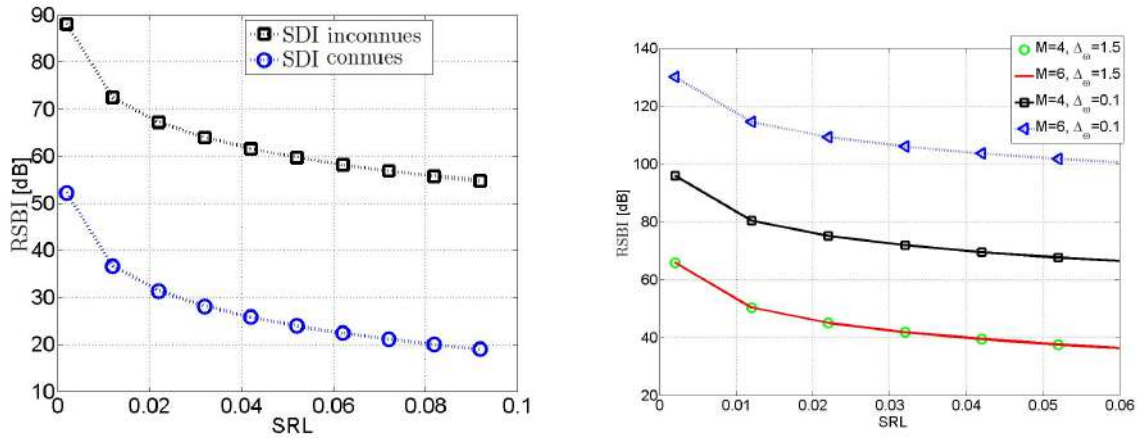 90
80
70
60
50
40
30
20
10
RSBI [dB]
0
0.02
0.04
0.06
0.08
0.1
SRL
SDI inconnues
SDI connues
140
120
100
80
60
40
20
RSBI [dB]
0
0.01
0.02
0.03
0.04
0.05
0.06
SRL
M=4, Δω=1.5
M=6, Δω=1.5
M=4, Δω=0.1
M=6, Δω=0.1